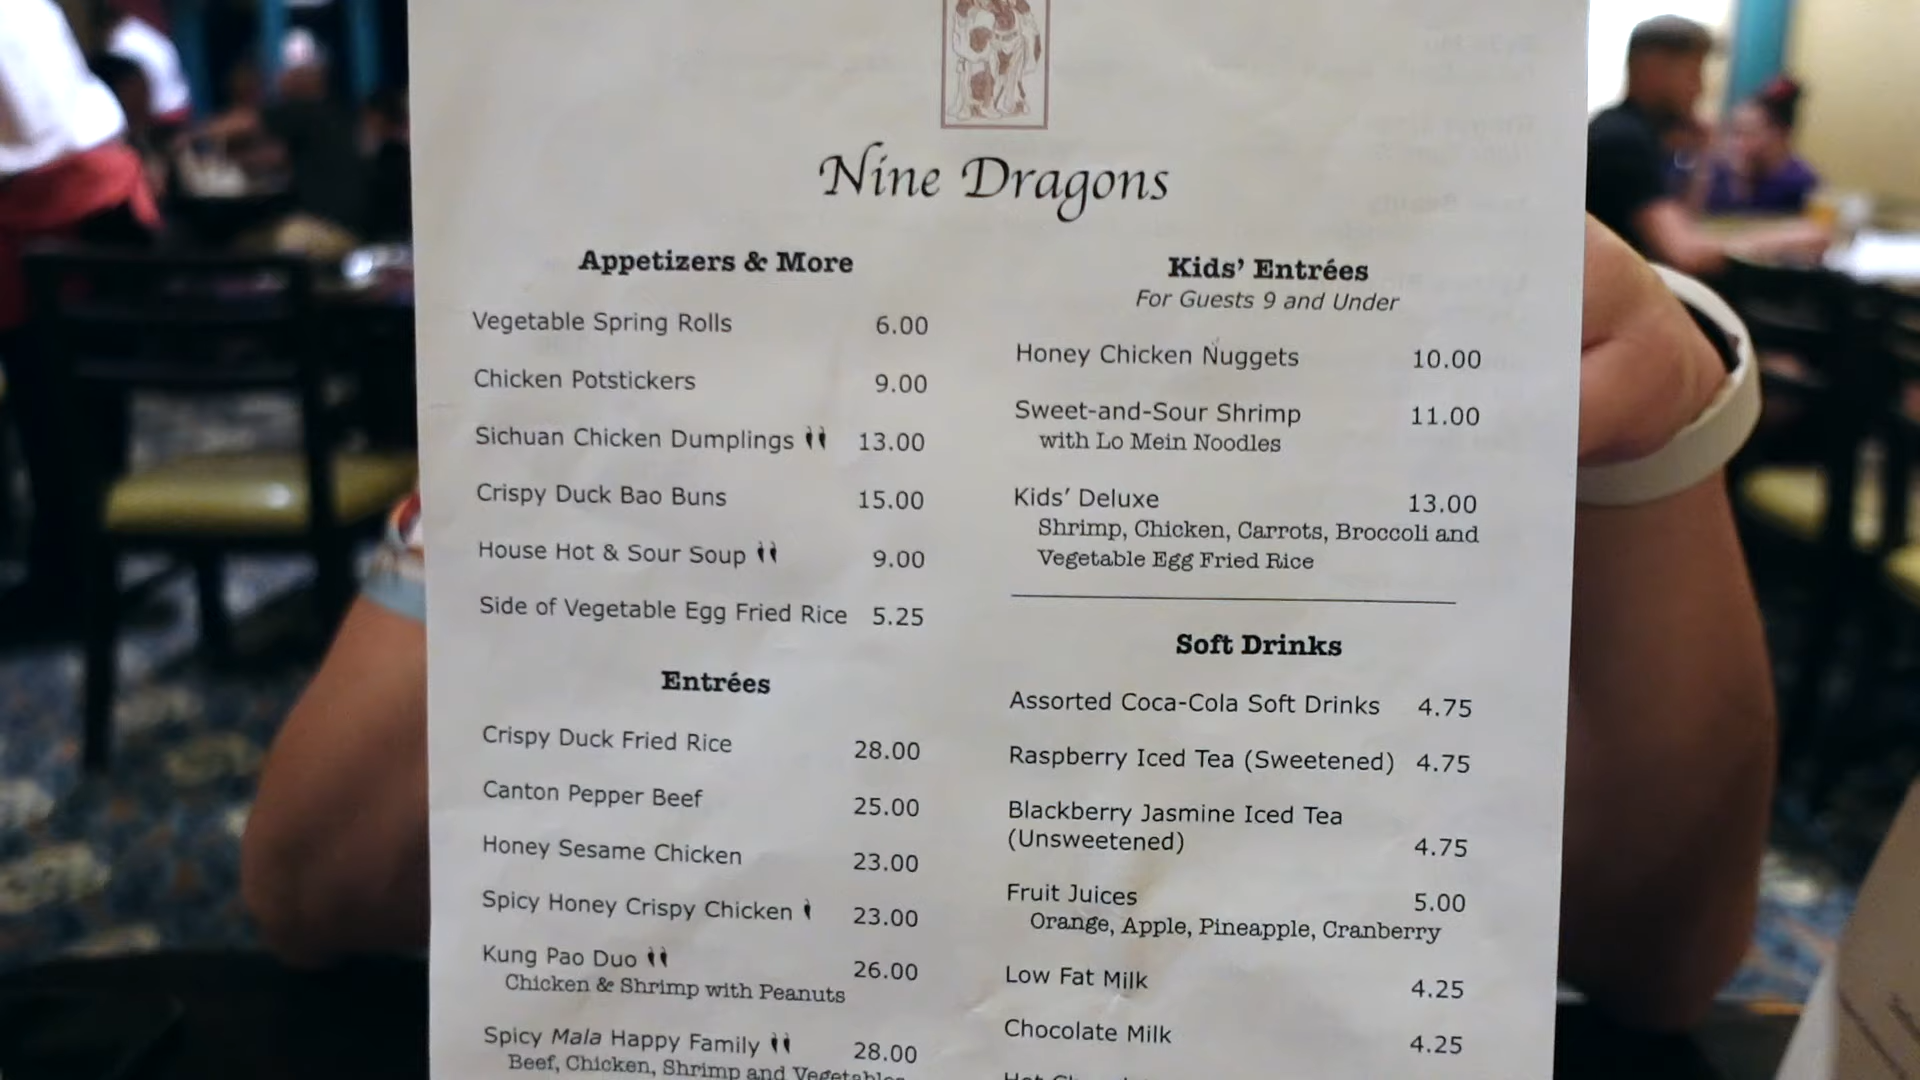 Nine Dragons
Appetizers & More
Vegetable Spring Rolls 6.00
Chicken Potstickers 9.00
Sichuan Chicken Dumplings 13.00
Crispy Duck Bao Buns 15.00
House Hot & Sour Soup 9.00
Side of Vegetable Egg Fried Rice 5.25
Entrées
Crispy Duck Fried Rice 28.00
Canton Pepper Beef 25.00
Honey Sesame Chicken 23.00
Spicy Honey Crispy Chicken 23.00
Kung Pao Duo 26.00
Chicken & Shrimp with Peanuts
Spicy Mala Happy Family 28.00
Beef, Chicken, Shrimp and Vegetables
Kids’ Entrées
For Guests 9 and Under
Honey Chicken Nuggets 10.00
Sweet-and-Sour Shrimp 11.00
with Lo Mein Noodles
Kids’ Deluxe 13.00
Shrimp, Chicken, Carrots, Broccoli and
Vegetable Egg Fried Rice
Soft Drinks
Assorted Coca-Cola Soft Drinks 4.75
Raspberry Iced Tea (Sweetened) 4.75
Blackberry Jasmine Iced Tea
(Unsweetened) 4.75
Fruit Juices 5.00
Orange, Apple, Pineapple, Cranberry
Low Fat Milk 4.25
Chocolate Milk 4.25